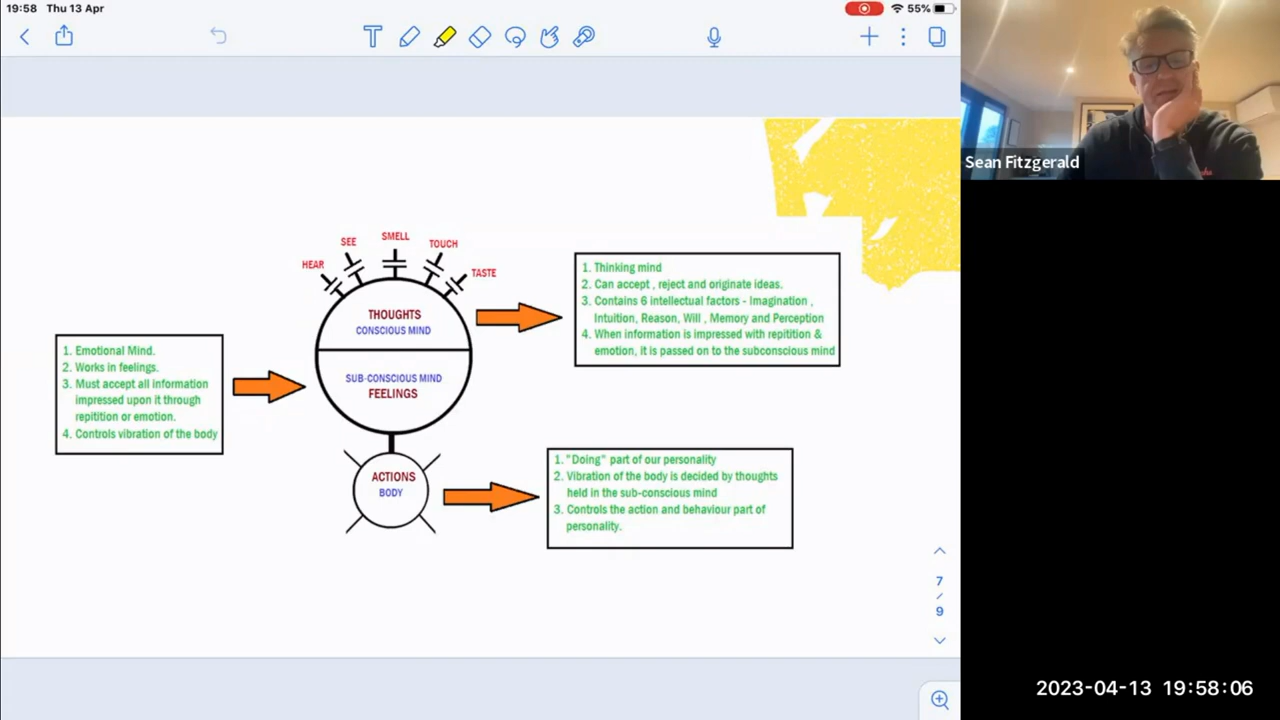 19:58 Thu 13 Apr
55%
T
Sean Fitzgerald
HEAR
SEE
SMELL
TOUCH
TASTE
THOUGHTS
CONSCIOUS MIND
SUB-CONSCIOUS MIND
FEELINGS
ACTIONS
BODY
1. Thinking mind
2. Can accept , reject and originate ideas.
3. Contains 6 intellectual factors - Imagination ,
Intuition, Reason, Will , Memory and Perception
4. When information is impressed with repitition &
emotion, it is passed on to the subconscious mind
1. Emotional Mind.
2. Works in feelings.
3. Must accept all information
impressed upon it through
repitition or emotion.
4. Controls vibration of the body
1. "Doing" part of our personality
2. Vibration of the body is decided by thoughts
held in the sub-conscious mind
3. Controls the action and behaviour part of
personality.
7
/
9
2023-04-13 19:58:06